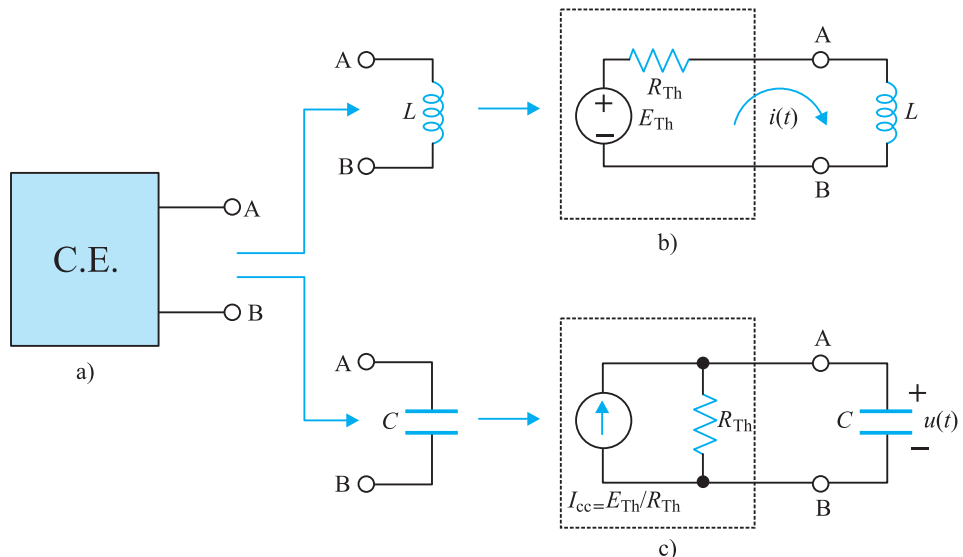 C.E.
A
B
a)
A
L
B
R_Th
E_Th
+
−
i(t)
A
L
B
b)
A
C
B
I_cc=E_Th/R_Th
R_Th
A
C
+
u(t)
−
B
c)